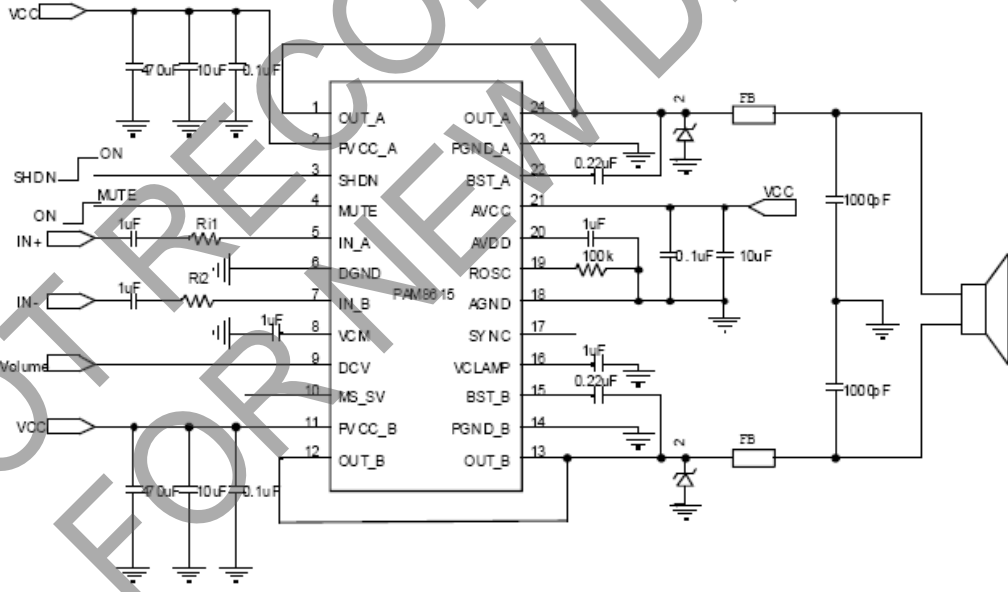 VCC
470uF
10uF
0.1uF
1
OUT_A
2
PVCC_A
SHDN
ON
3
SHDN
ON
MUTE
4
MUTE
IN+
1uF
Ri1
5
IN_A
6
DGND
IN-
1uF
Ri2
7
IN_B
1uF
8
VCM
Volume
9
DCV
10
MS_SV
VCC
11
PVCC_B
12
OUT_B
470uF
10uF
0.1uF
PAM8615
OUT_A
24
PGND_A
23
BST_A
22
0.22uF
AVCC
21
VCC
AVDD
20
1uF
ROSC
19
100k
AGND
18
0.1uF
10uF
SYNC
17
VCLAMP
16
1uF
BST_B
15
0.22uF
PGND_B
14
OUT_B
13
2
FB
1000pF
1000pF
2
FB
NOT RECO
FOR NEW D